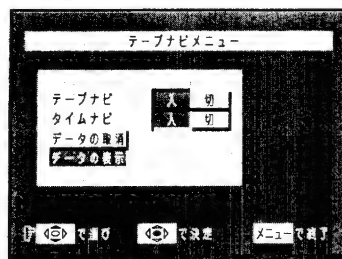 テープナビメニュー
テープナビ 入 切
タイムナビ 入 切
データの取消
データの表示
で選び で決定 メニューで終了